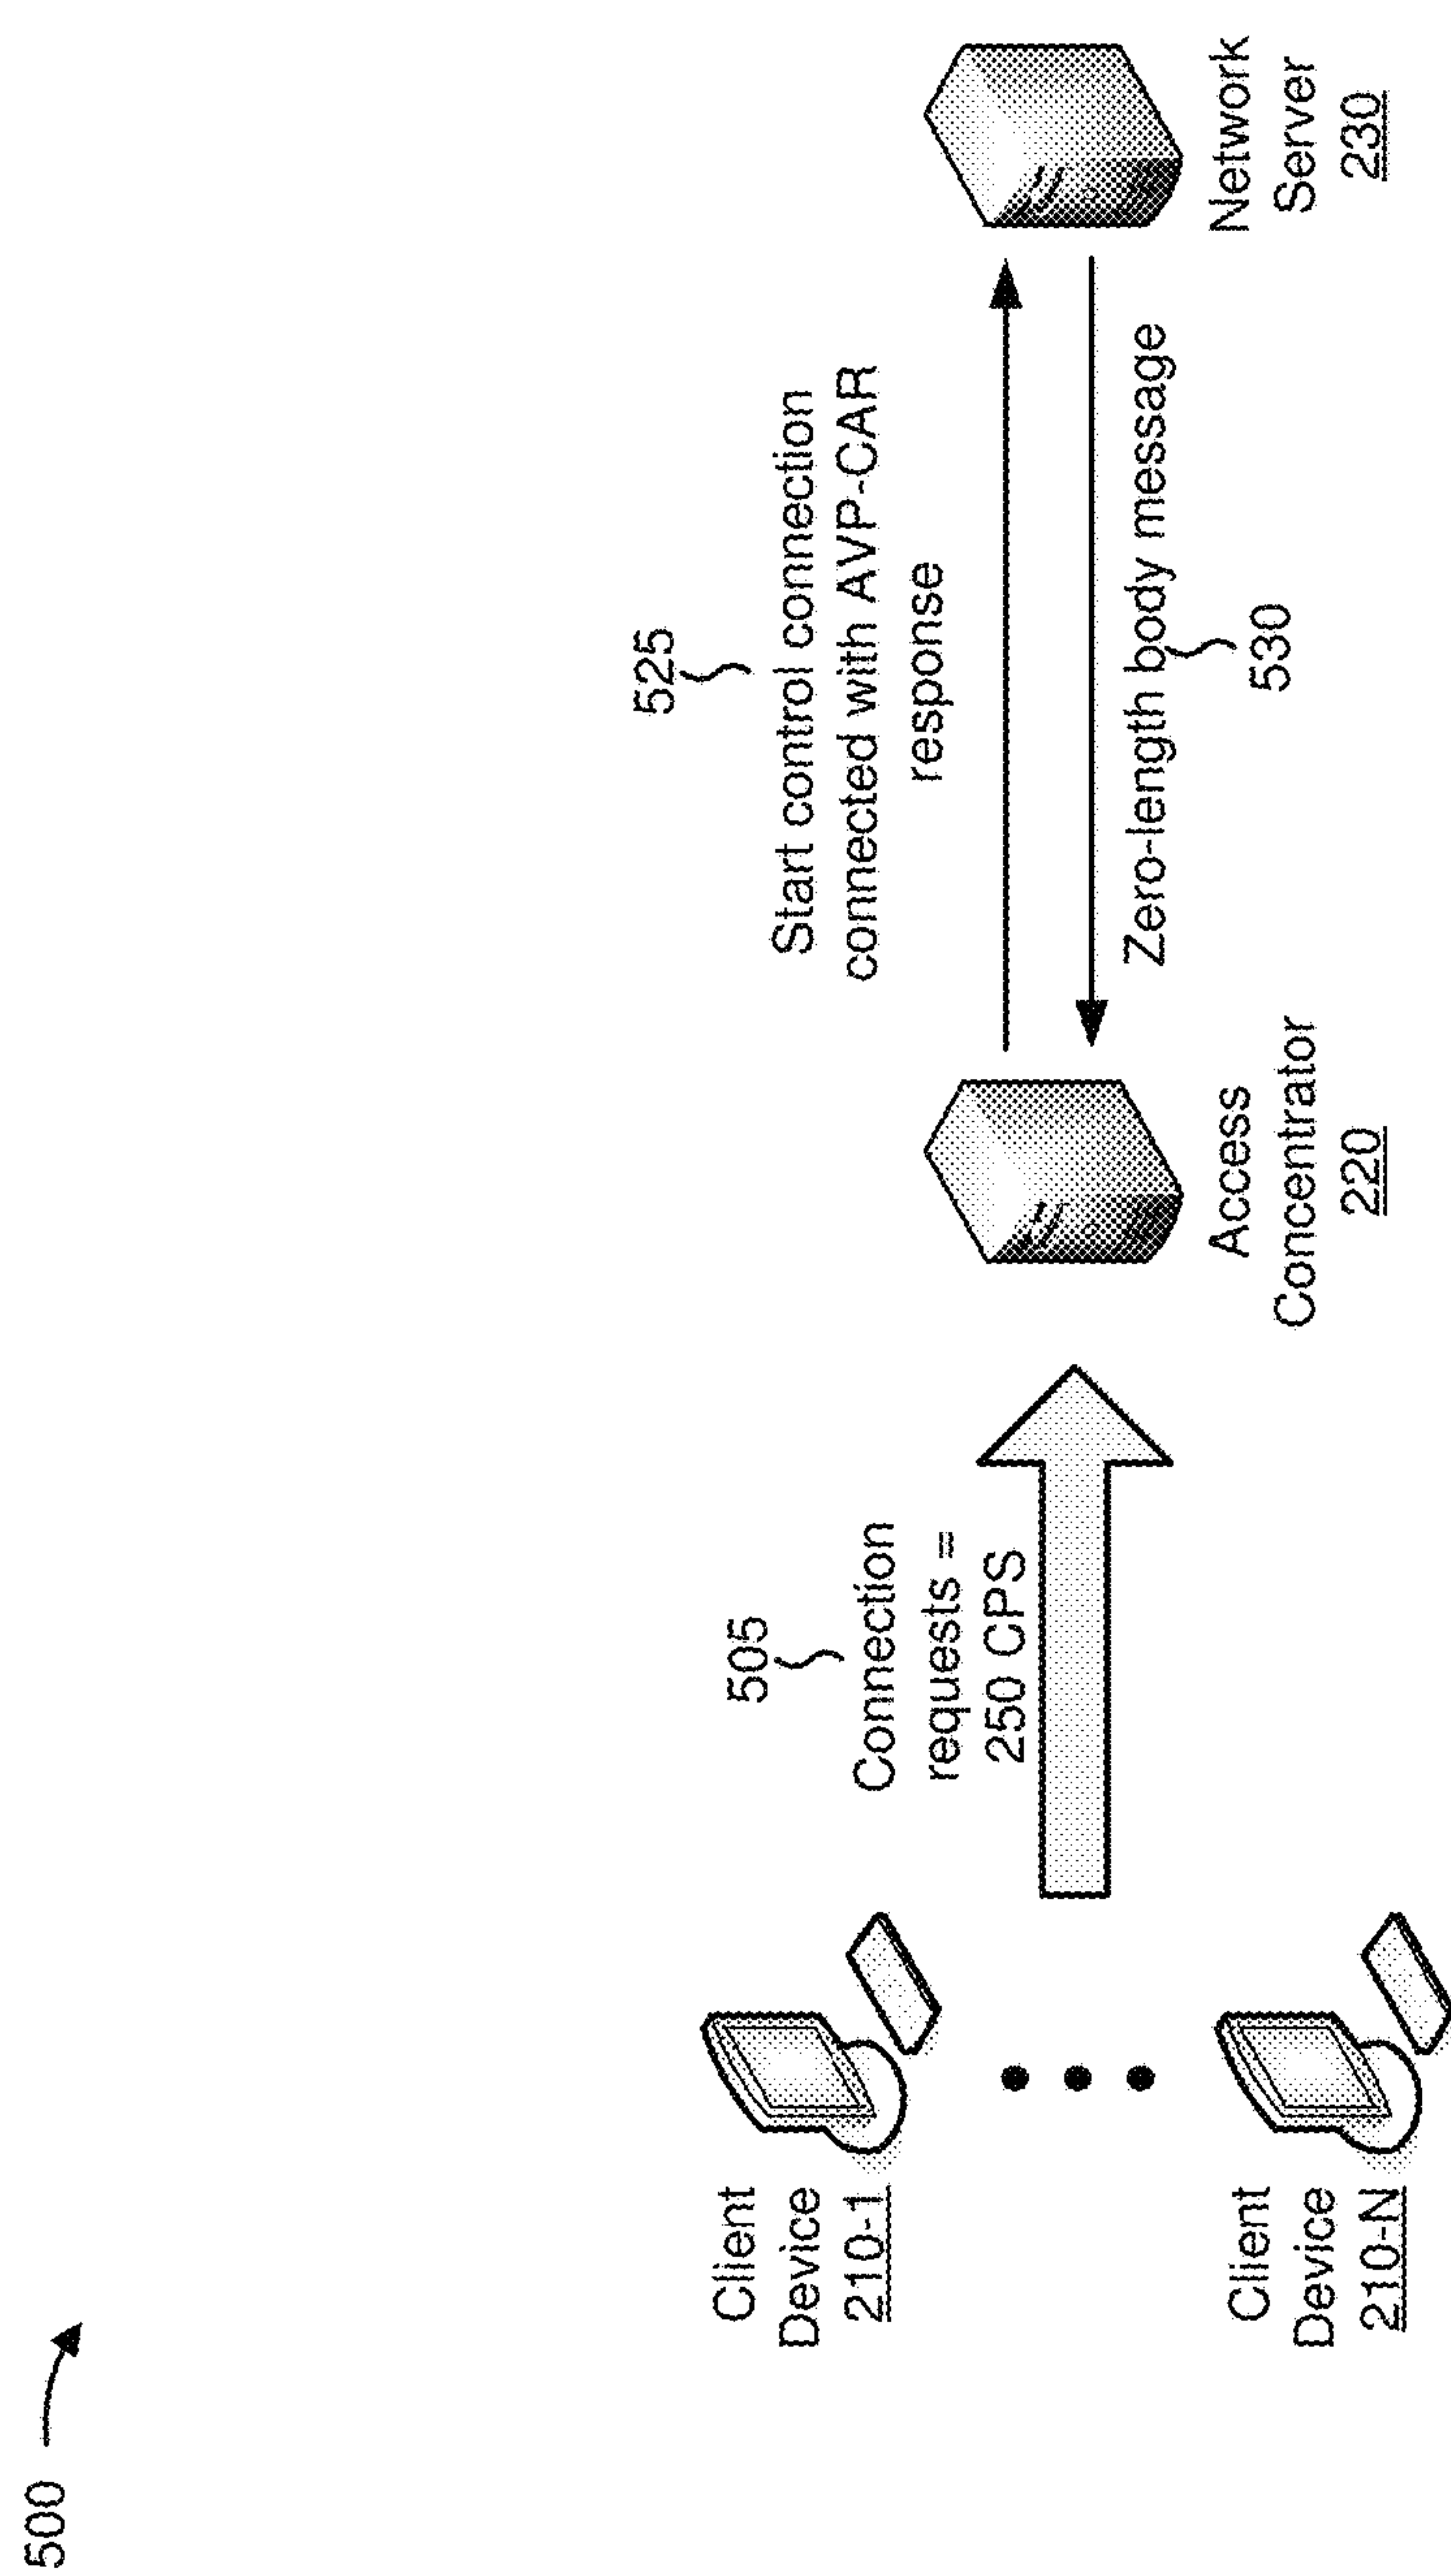 500
Client
Device
210-1
Client
Device
210-N
505
Connection
requests =
250 CPS
Access
Concentrator
220
525
Start control connection
connected with AVP-CAR
response
Zero-length body message
530
Network
Server
230